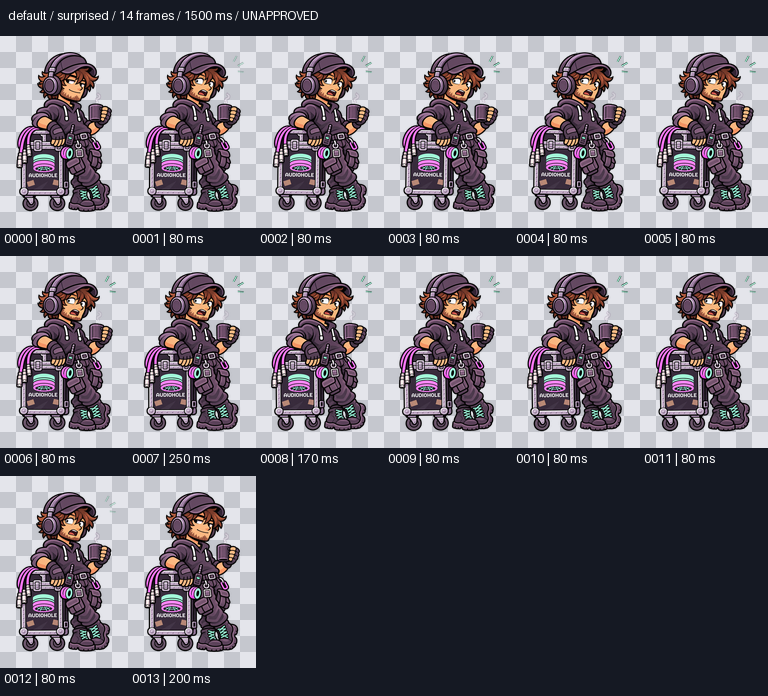 default / surprised / 14 frames / 1500 ms / UNAPPROVED
AUDIOHOLE AUDIOHOLE AUDIOHOLE AUDIOHOLE AUDIOHOLE AUDIOHOLE
0000 | 80 ms 0001 | 80 ms 0002 | 80 ms 0003 | 80 ms 0004 | 80 ms 0005 | 80 ms
AUDIOHOLE AUDIOHOLE AUDIOHOLE AUDIOHOLE AUDIOHOLE AUDIOHOLE
0006 | 80 ms 0007 | 250 ms 0008 | 170 ms 0009 | 80 ms 0010 | 80 ms 0011 | 80 ms
AUDIOHOLE AUDIOHOLE
0012 | 80 ms 0013 | 200 ms